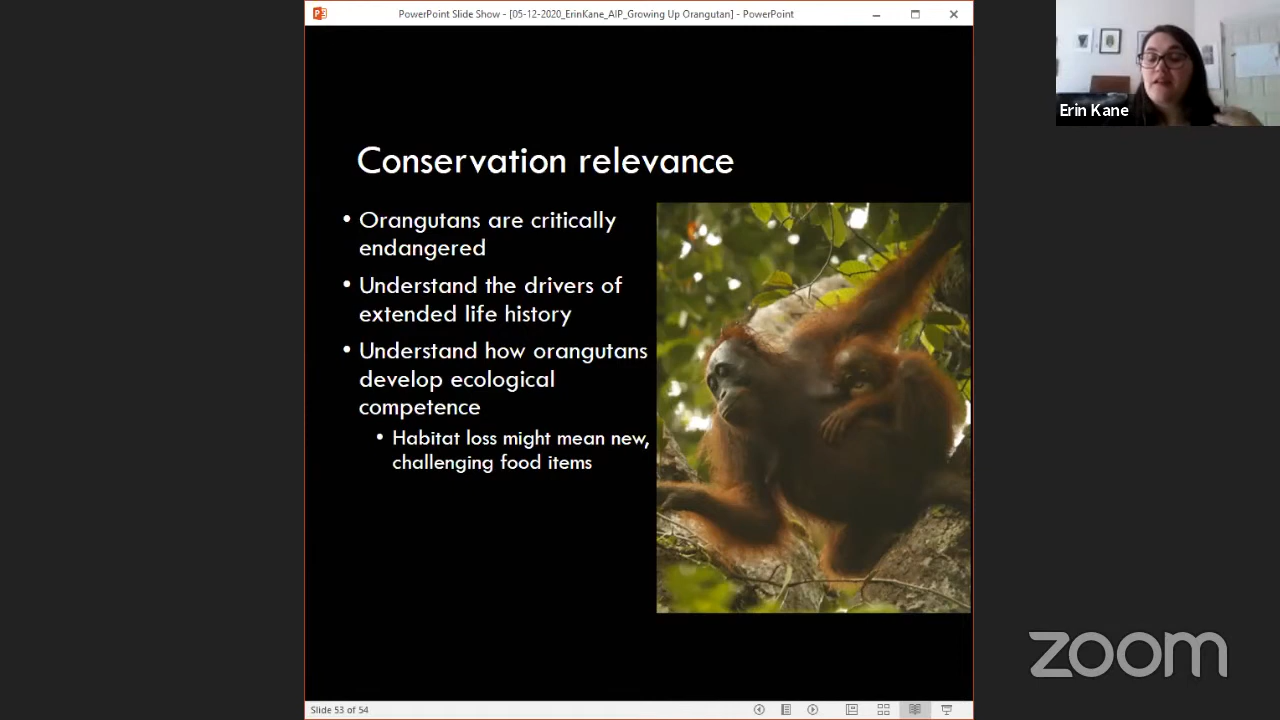 PowerPoint Slide Show - [05-12-2020_ErinKane_AIP_Growing Up Orangutan] - PowerPoint
Erin Kane
Conservation relevance
• Orangutans are critically
endangered
• Understand the drivers of
extended life history
• Understand how orangutans
develop ecological
competence
• Habitat loss might mean new,
challenging food items
zoom
Slide 53 of 54